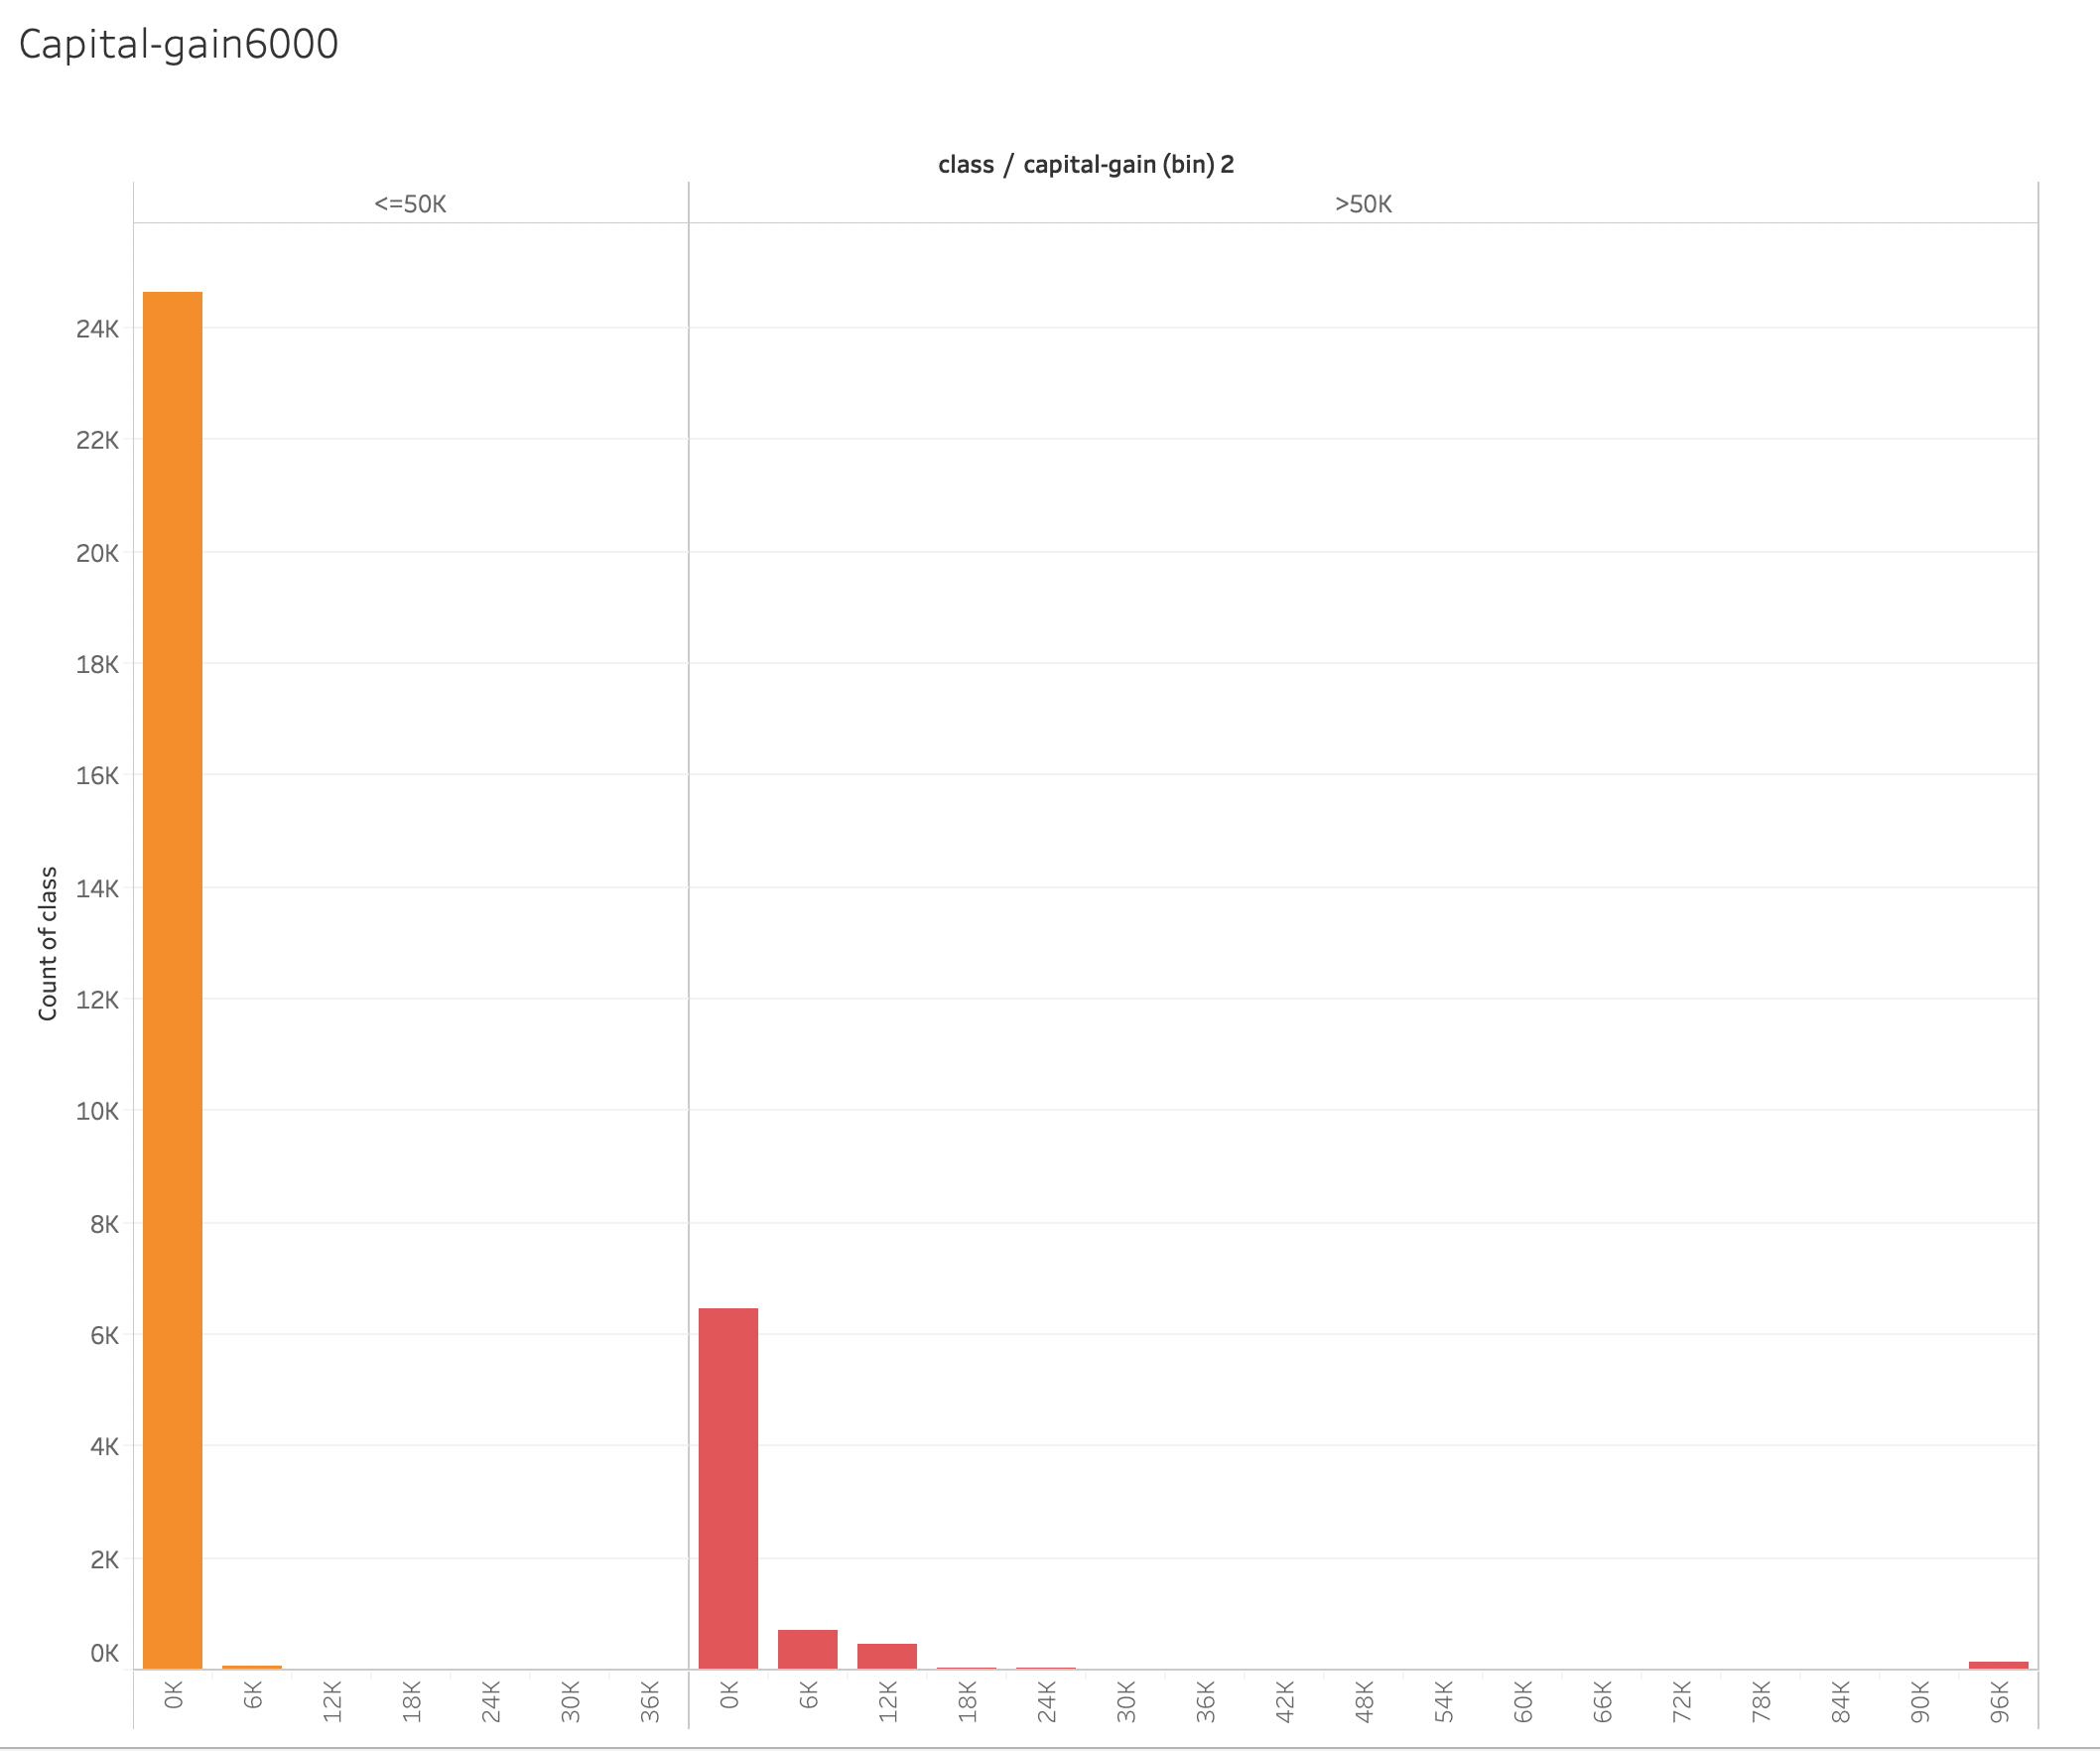 Capital-gain6000
class / capital-gain (bin) 2
<=50K >50K
24K
22K
20K
18K
16K
14K
12K
10K
8K
6K
4K
2K
0K
Count of class
0K 6K 12K 18K 24K 30K 36K 0K 6K 12K 18K 24K 30K 36K 42K 48K 54K 60K 66K 72K 78K 84K 90K 96K